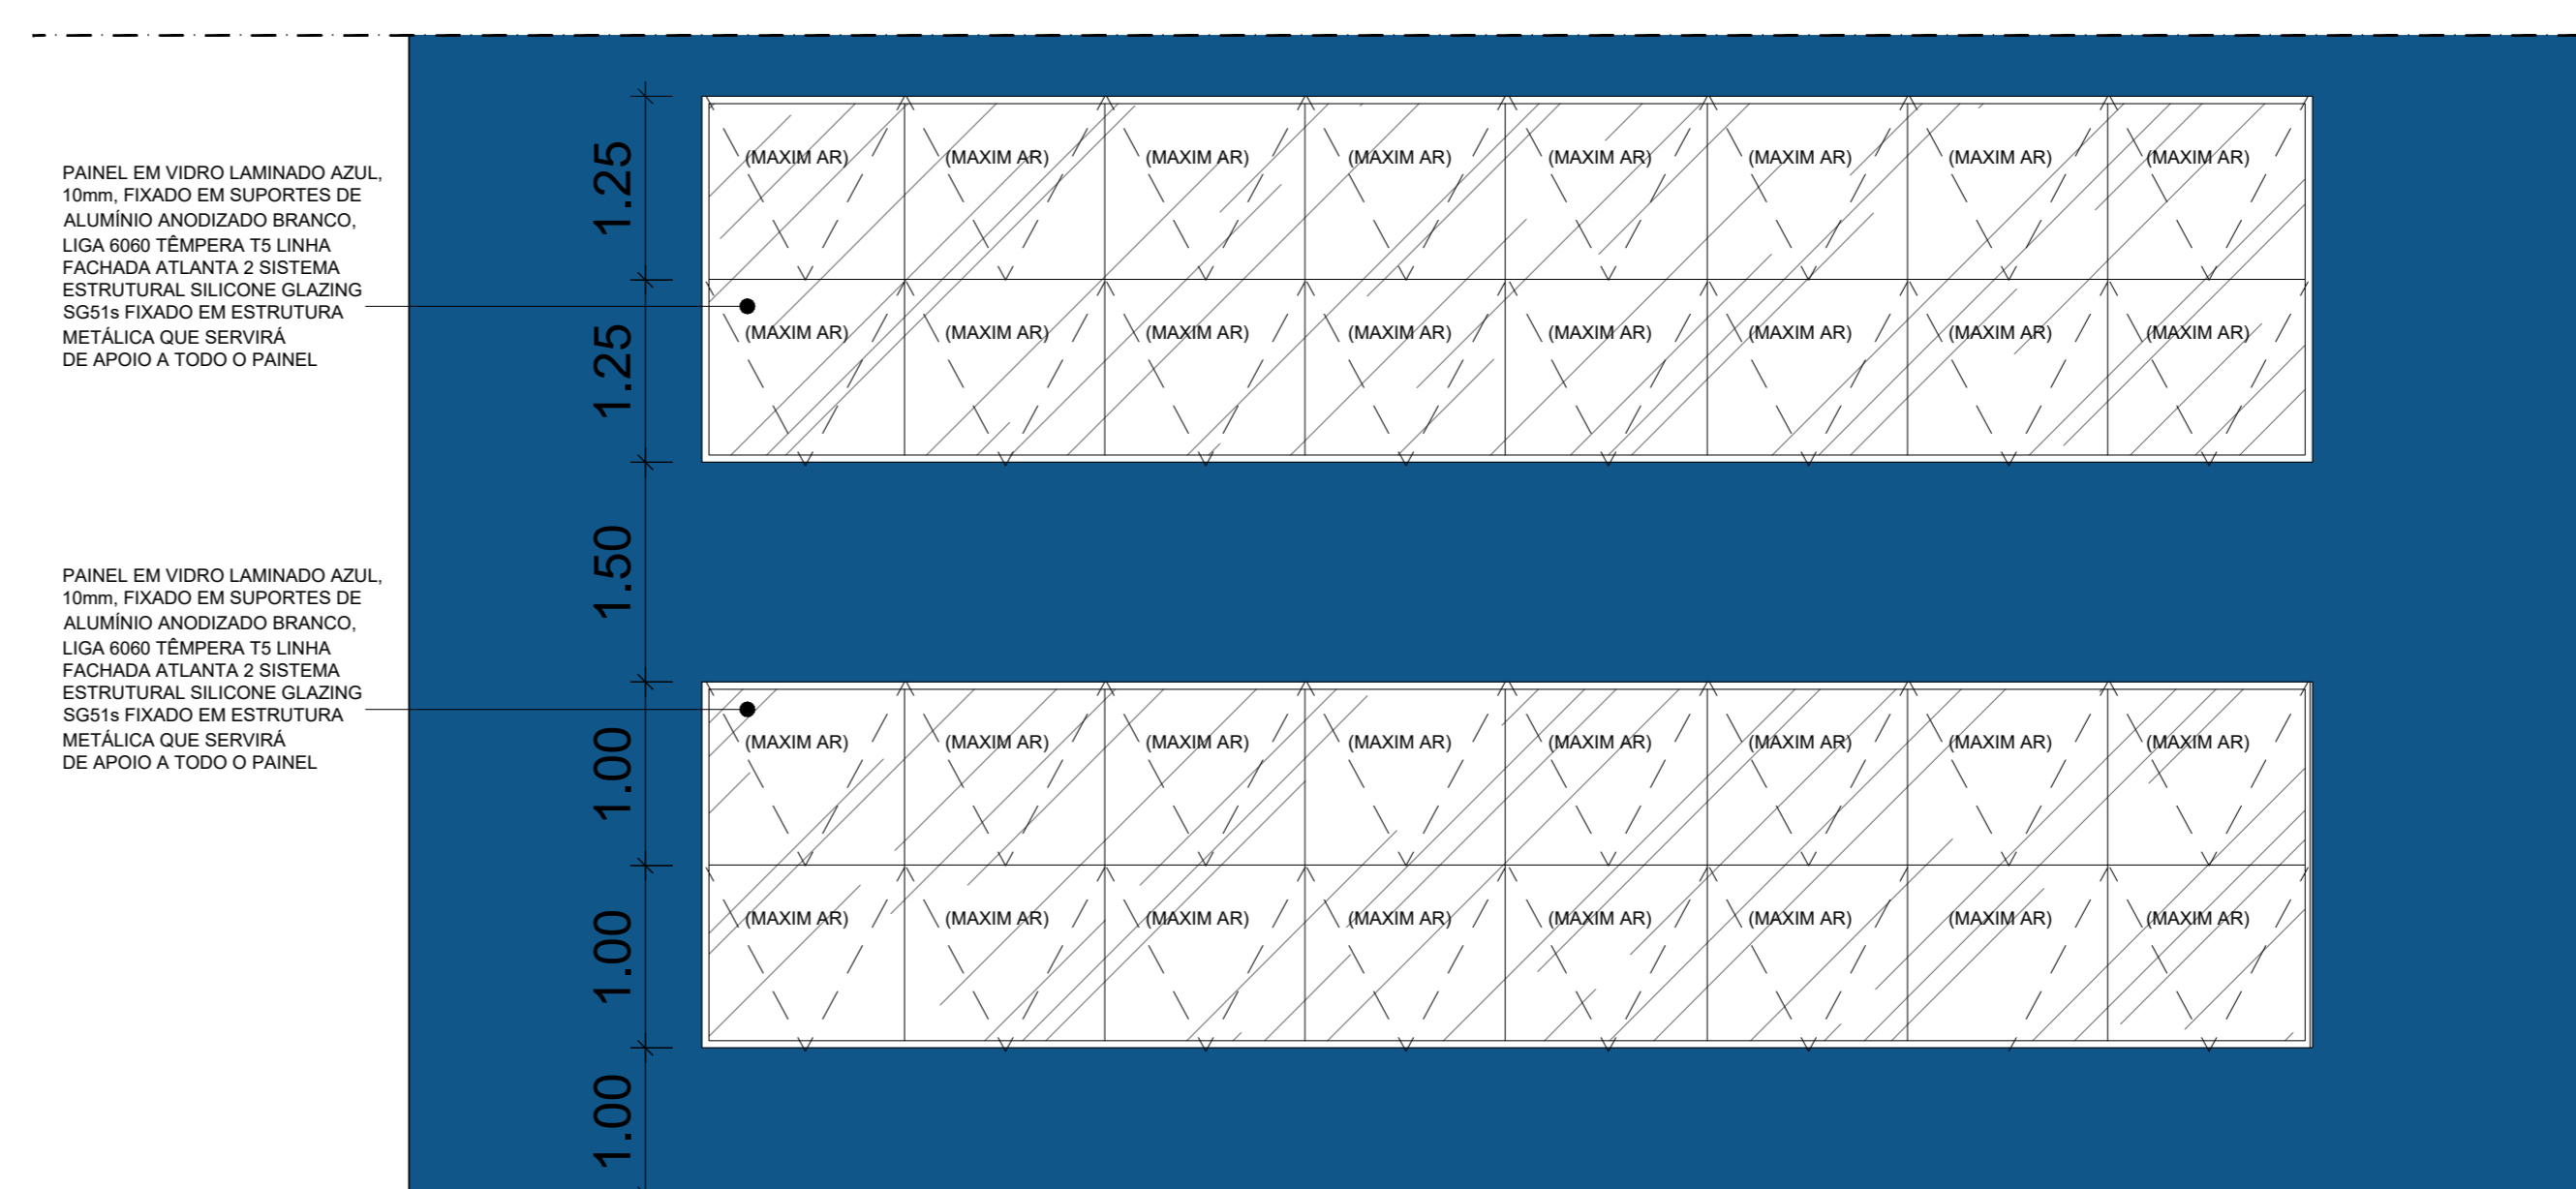 PAINEL EM VIDRO LAMINADO AZUL,
10mm, FIXADO EM SUPORTES DE
ALUMÍNIO ANODIZADO BRANCO,
LIGA 6060 TÊMPERA T5 LINHA
FACHADA ATLANTA 2 SISTEMA
ESTRUTURAL SILICONE GLAZING
SG51s FIXADO EM ESTRUTURA
METÁLICA QUE SERVIRÁ
DE APOIO A TODO O PAINEL
1.25
(MAXIM AR) (MAXIM AR) (MAXIM AR) (MAXIM AR) (MAXIM AR) (MAXIM AR) (MAXIM AR) (MAXIM AR)
1.25
(MAXIM AR) (MAXIM AR) (MAXIM AR) (MAXIM AR) (MAXIM AR) (MAXIM AR) (MAXIM AR) (MAXIM AR)
1.50
PAINEL EM VIDRO LAMINADO AZUL,
10mm, FIXADO EM SUPORTES DE
ALUMÍNIO ANODIZADO BRANCO,
LIGA 6060 TÊMPERA T5 LINHA
FACHADA ATLANTA 2 SISTEMA
ESTRUTURAL SILICONE GLAZING
SG51s FIXADO EM ESTRUTURA
METÁLICA QUE SERVIRÁ
DE APOIO A TODO O PAINEL
1.00
(MAXIM AR) (MAXIM AR) (MAXIM AR) (MAXIM AR) (MAXIM AR) (MAXIM AR) (MAXIM AR) (MAXIM AR)
1.00
(MAXIM AR) (MAXIM AR) (MAXIM AR) (MAXIM AR) (MAXIM AR) (MAXIM AR) (MAXIM AR) (MAXIM AR)
1.00